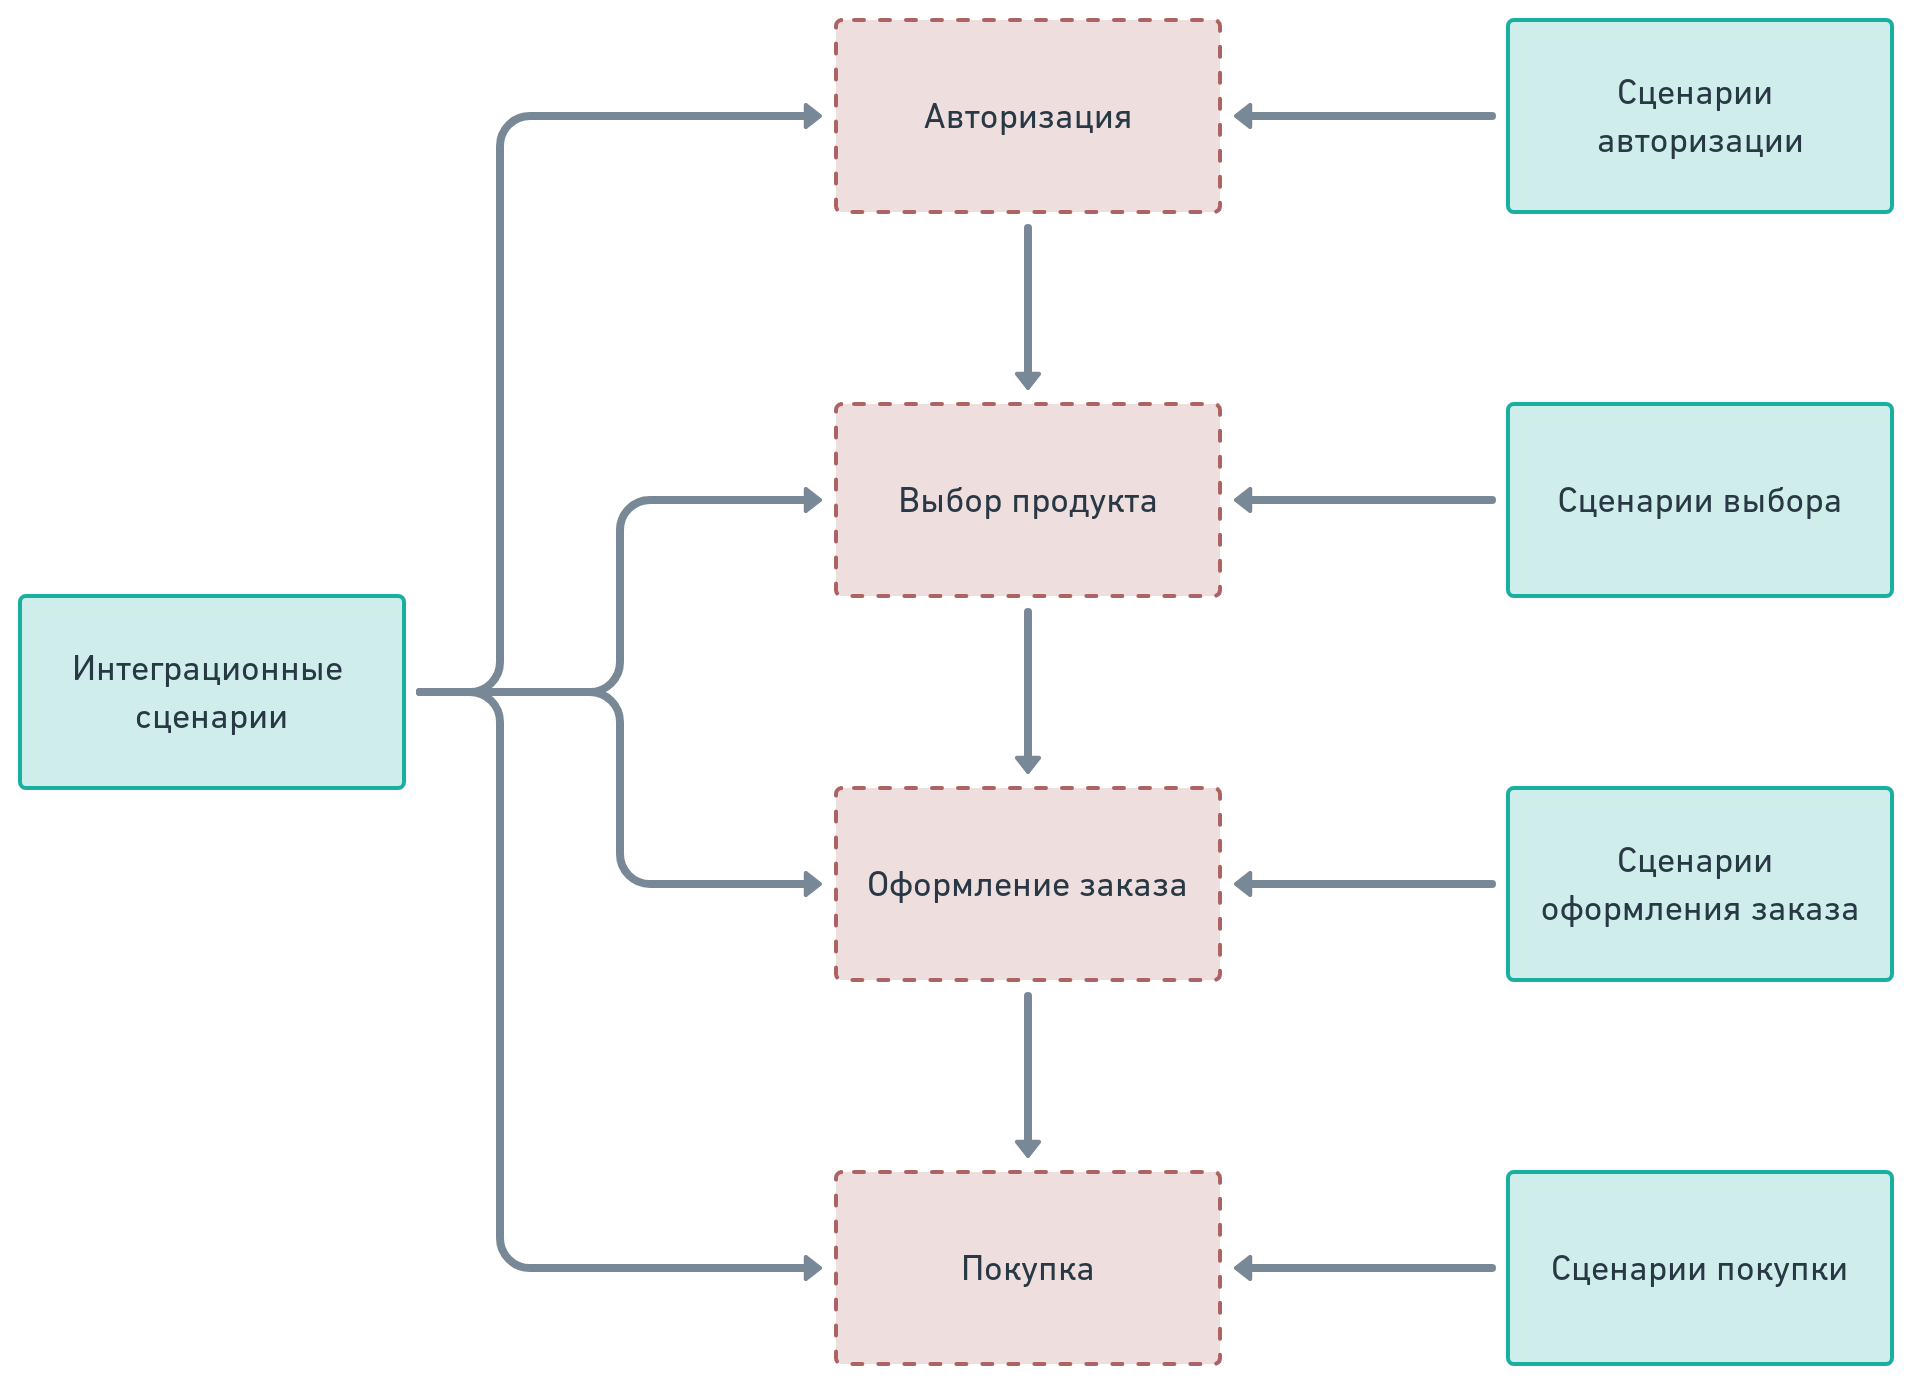 Авторизация
Сценарии
авторизации
Выбор продукта
Сценарии выбора
Интеграционные
сценарии
Оформление заказа
Сценарии
оформления заказа
Покупка
Сценарии покупки